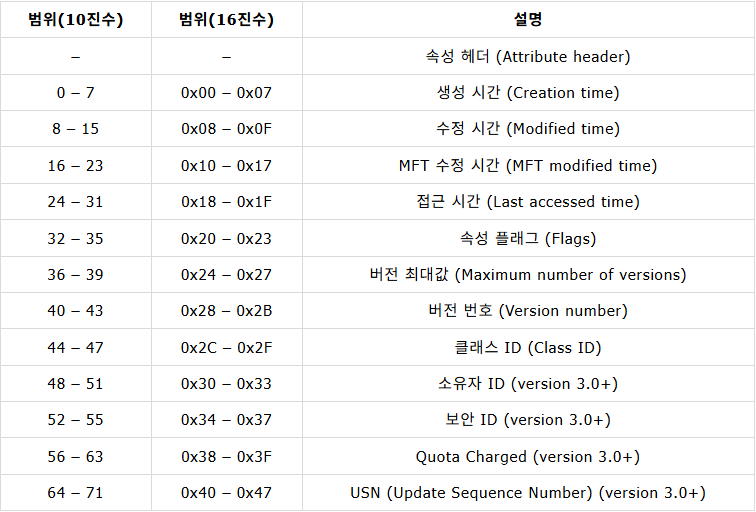 범위(10진수) 범위(16진수) 설명
– – 속성 헤더 (Attribute header)
0 – 7 0x00 – 0x07 생성 시간 (Creation time)
8 – 15 0x08 – 0x0F 수정 시간 (Modified time)
16 – 23 0x10 – 0x17 MFT 수정 시간 (MFT modified time)
24 – 31 0x18 – 0x1F 접근 시간 (Last accessed time)
32 – 35 0x20 – 0x23 속성 플래그 (Flags)
36 – 39 0x24 – 0x27 버전 최대값 (Maximum number of versions)
40 – 43 0x28 – 0x2B 버전 번호 (Version number)
44 – 47 0x2C – 0x2F 클래스 ID (Class ID)
48 – 51 0x30 – 0x33 소유자 ID (version 3.0+)
52 – 55 0x34 – 0x37 보안 ID (version 3.0+)
56 – 63 0x38 – 0x3F Quota Charged (version 3.0+)
64 – 71 0x40 – 0x47 USN (Update Sequence Number) (version 3.0+)